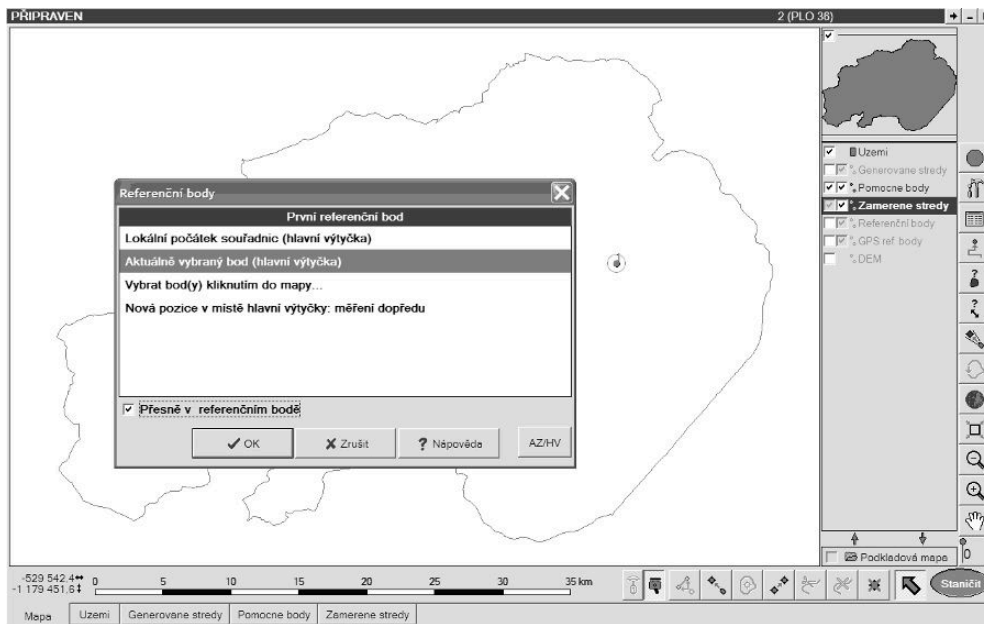 PŘIPRAVEN 2 (PLO 36)
Referenční body
První referenční bod
Lokální počátek souřadnic (hlavní výtyčka)
Aktuálně vybraný bod (hlavní výtyčka)
Vybrat bod(y) kliknutím do mapy...
Nová pozice v místě hlavní výtyčky: měření dopředu
Přesně v referenčním bodě
OK Zrušit ? Nápověda AZ/HV
Uzemi
Generovane stredy
Pomocne body
Zamerene stredy
Referenční body
GPS ref. body
DEM
Podkladová mapa
0
-529 542.4
-1 179 451.6
0 5 10 15 20 25 30 35 km
Staničit
Mapa Uzemi Generovane stredy Pomocne body Zamerene stredy